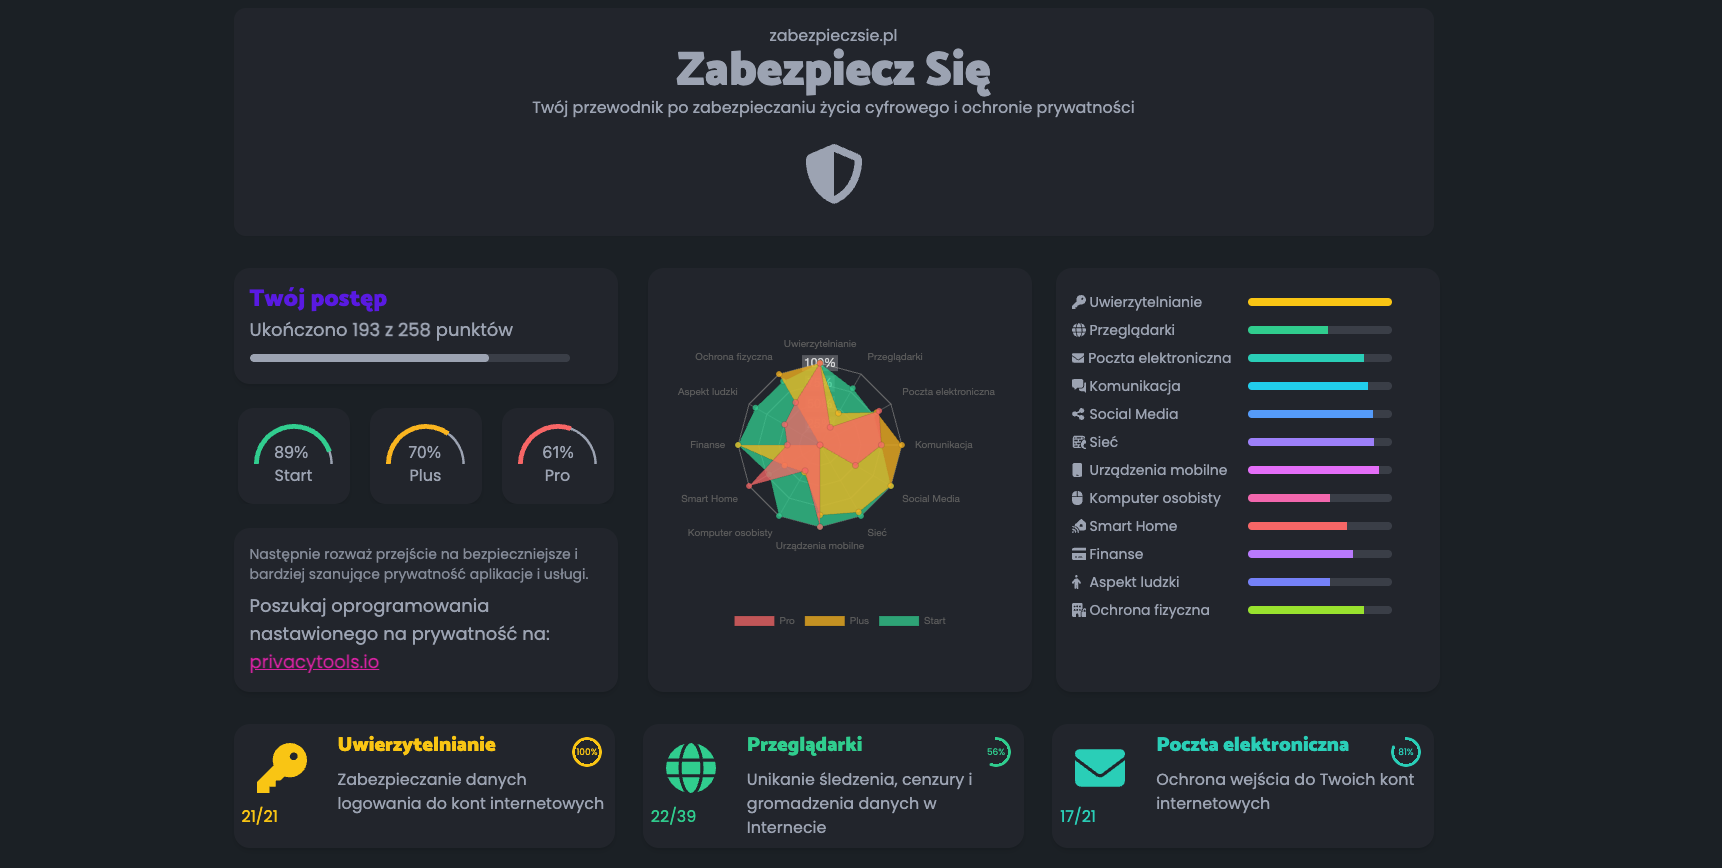 zabezpieczsie.pl
Zabezpiecz Się
Twój przewodnik po zabezpieczaniu życia cyfrowego i ochronie prywatności
Twój postęp
Ukończono 193 z 258 punktów
89%
Start
70%
Plus
61%
Pro
Następnie rozważ przejście na bezpieczniejsze i
bardziej szanujące prywatność aplikacje i usługi.
Poszukaj oprogramowania
nastawionego na prywatność na:
privacytools.io
Uwierzytelnianie
Ochrona fizyczna
Przeglądarki
100%
Aspekt ludzki
Poczta elektroniczna
Finanse
Komunikacja
Smart Home
Social Media
Komputer osobisty
Sieć
Urządzenia mobilne
Pro
Plus
Start
Uwierzytelnianie
Przeglądarki
Poczta elektroniczna
Komunikacja
Social Media
Sieć
Urządzenia mobilne
Komputer osobisty
Smart Home
Finanse
Aspekt ludzki
Ochrona fizyczna
Uwierzytelnianie
100%
Zabezpieczanie danych
logowania do kont internetowych
21/21
Przeglądarki
56%
Unikanie śledzenia, cenzury i
gromadzenia danych w
Internecie
22/39
Poczta elektroniczna
81%
Ochrona wejścia do Twoich kont
internetowych
17/21